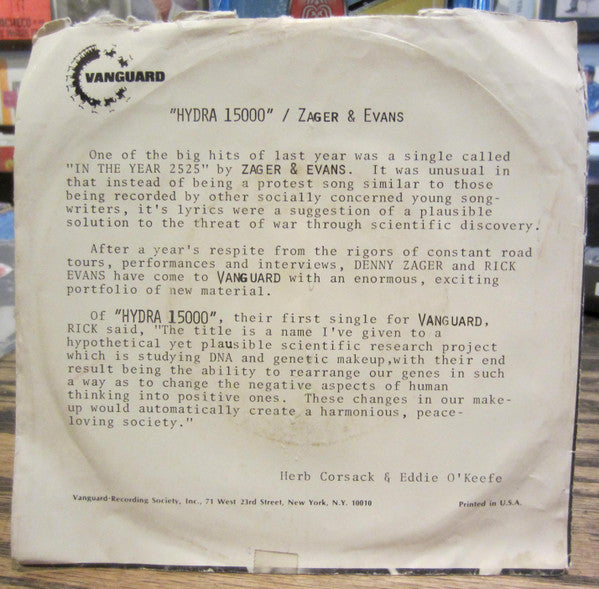 VANGUARD
"HYDRA 15000" / ZAGER & EVANS
One of the big hits of last year was a single called
"IN THE YEAR 2525" by ZAGER & EVANS. It was unusual in
that instead of being a protest song similar to those
being recorded by other socially concerned young song-
writers, it's lyrics were a suggestion of a plausible
solution to the threat of war through scientific discovery.
After a year's respite from the rigors of constant road
tours, performances and interviews, DENNY ZAGER and RICK
EVANS have come to VANGUARD with an enormous, exciting
portfolio of new material.
Of "HYDRA 15000", their first single for VANGUARD,
RICK said, "The title is a name I've given to a
hypothetical yet plausible scientific research project
which is studying DNA and genetic makeup,with their end
result being the ability to rearrange our genes in such
a way as to change the negative aspects of human
thinking into positive ones. These changes in our make-
up would automatically create a harmonious, peace-
loving society."
Herb Corsack & Eddie O'Keefe
Vanguard Recording Society, Inc., 71 West 23rd Street, New York, N.Y. 10010 Printed in U.S.A.